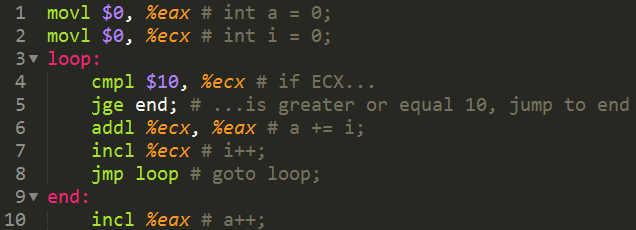 1 movl $0, %eax # int a = 0;
2 movl $0, %ecx # int i = 0;
3 loop:
4 cmpl $10, %ecx # if ECX...
5 jge end; # ...is greater or equal 10, jump to end
6 addl %ecx, %eax # a += i;
7 incl %ecx # i++;
8 jmp loop # goto loop;
9 end:
10 incl %eax # a++;